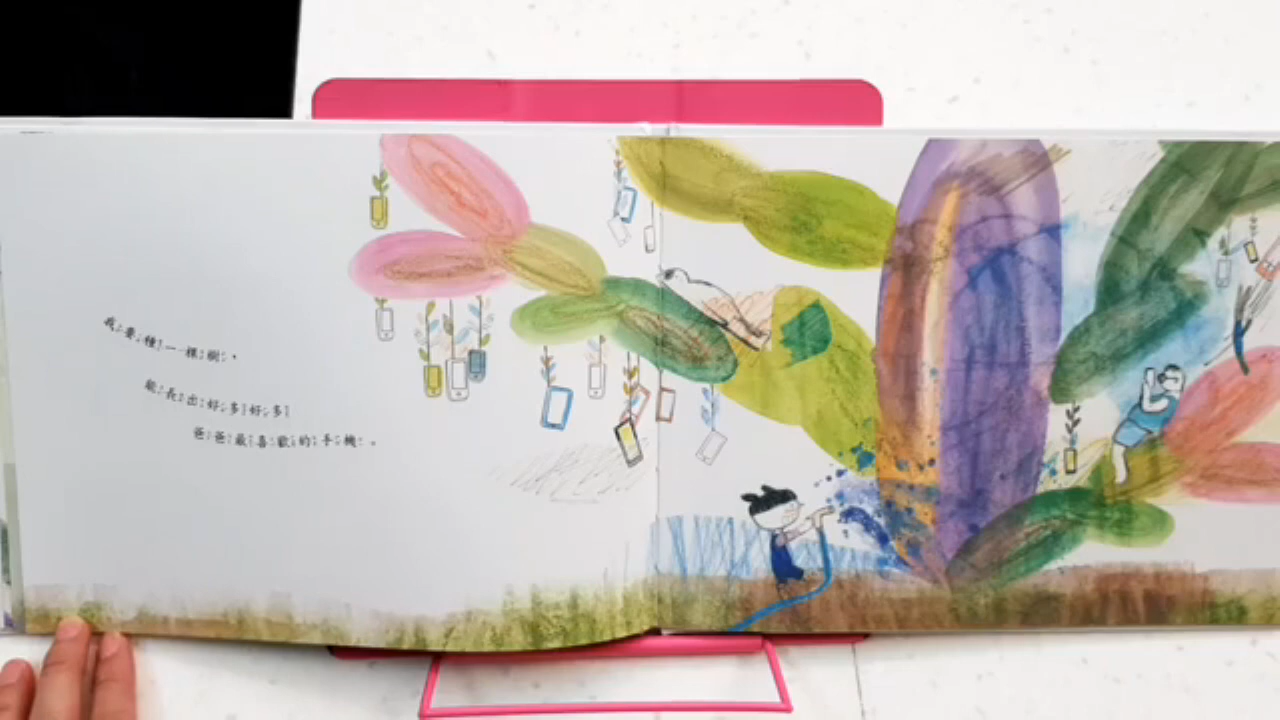 我要種一棵樹，
能長出好多好多
爸爸最喜歡的手機。